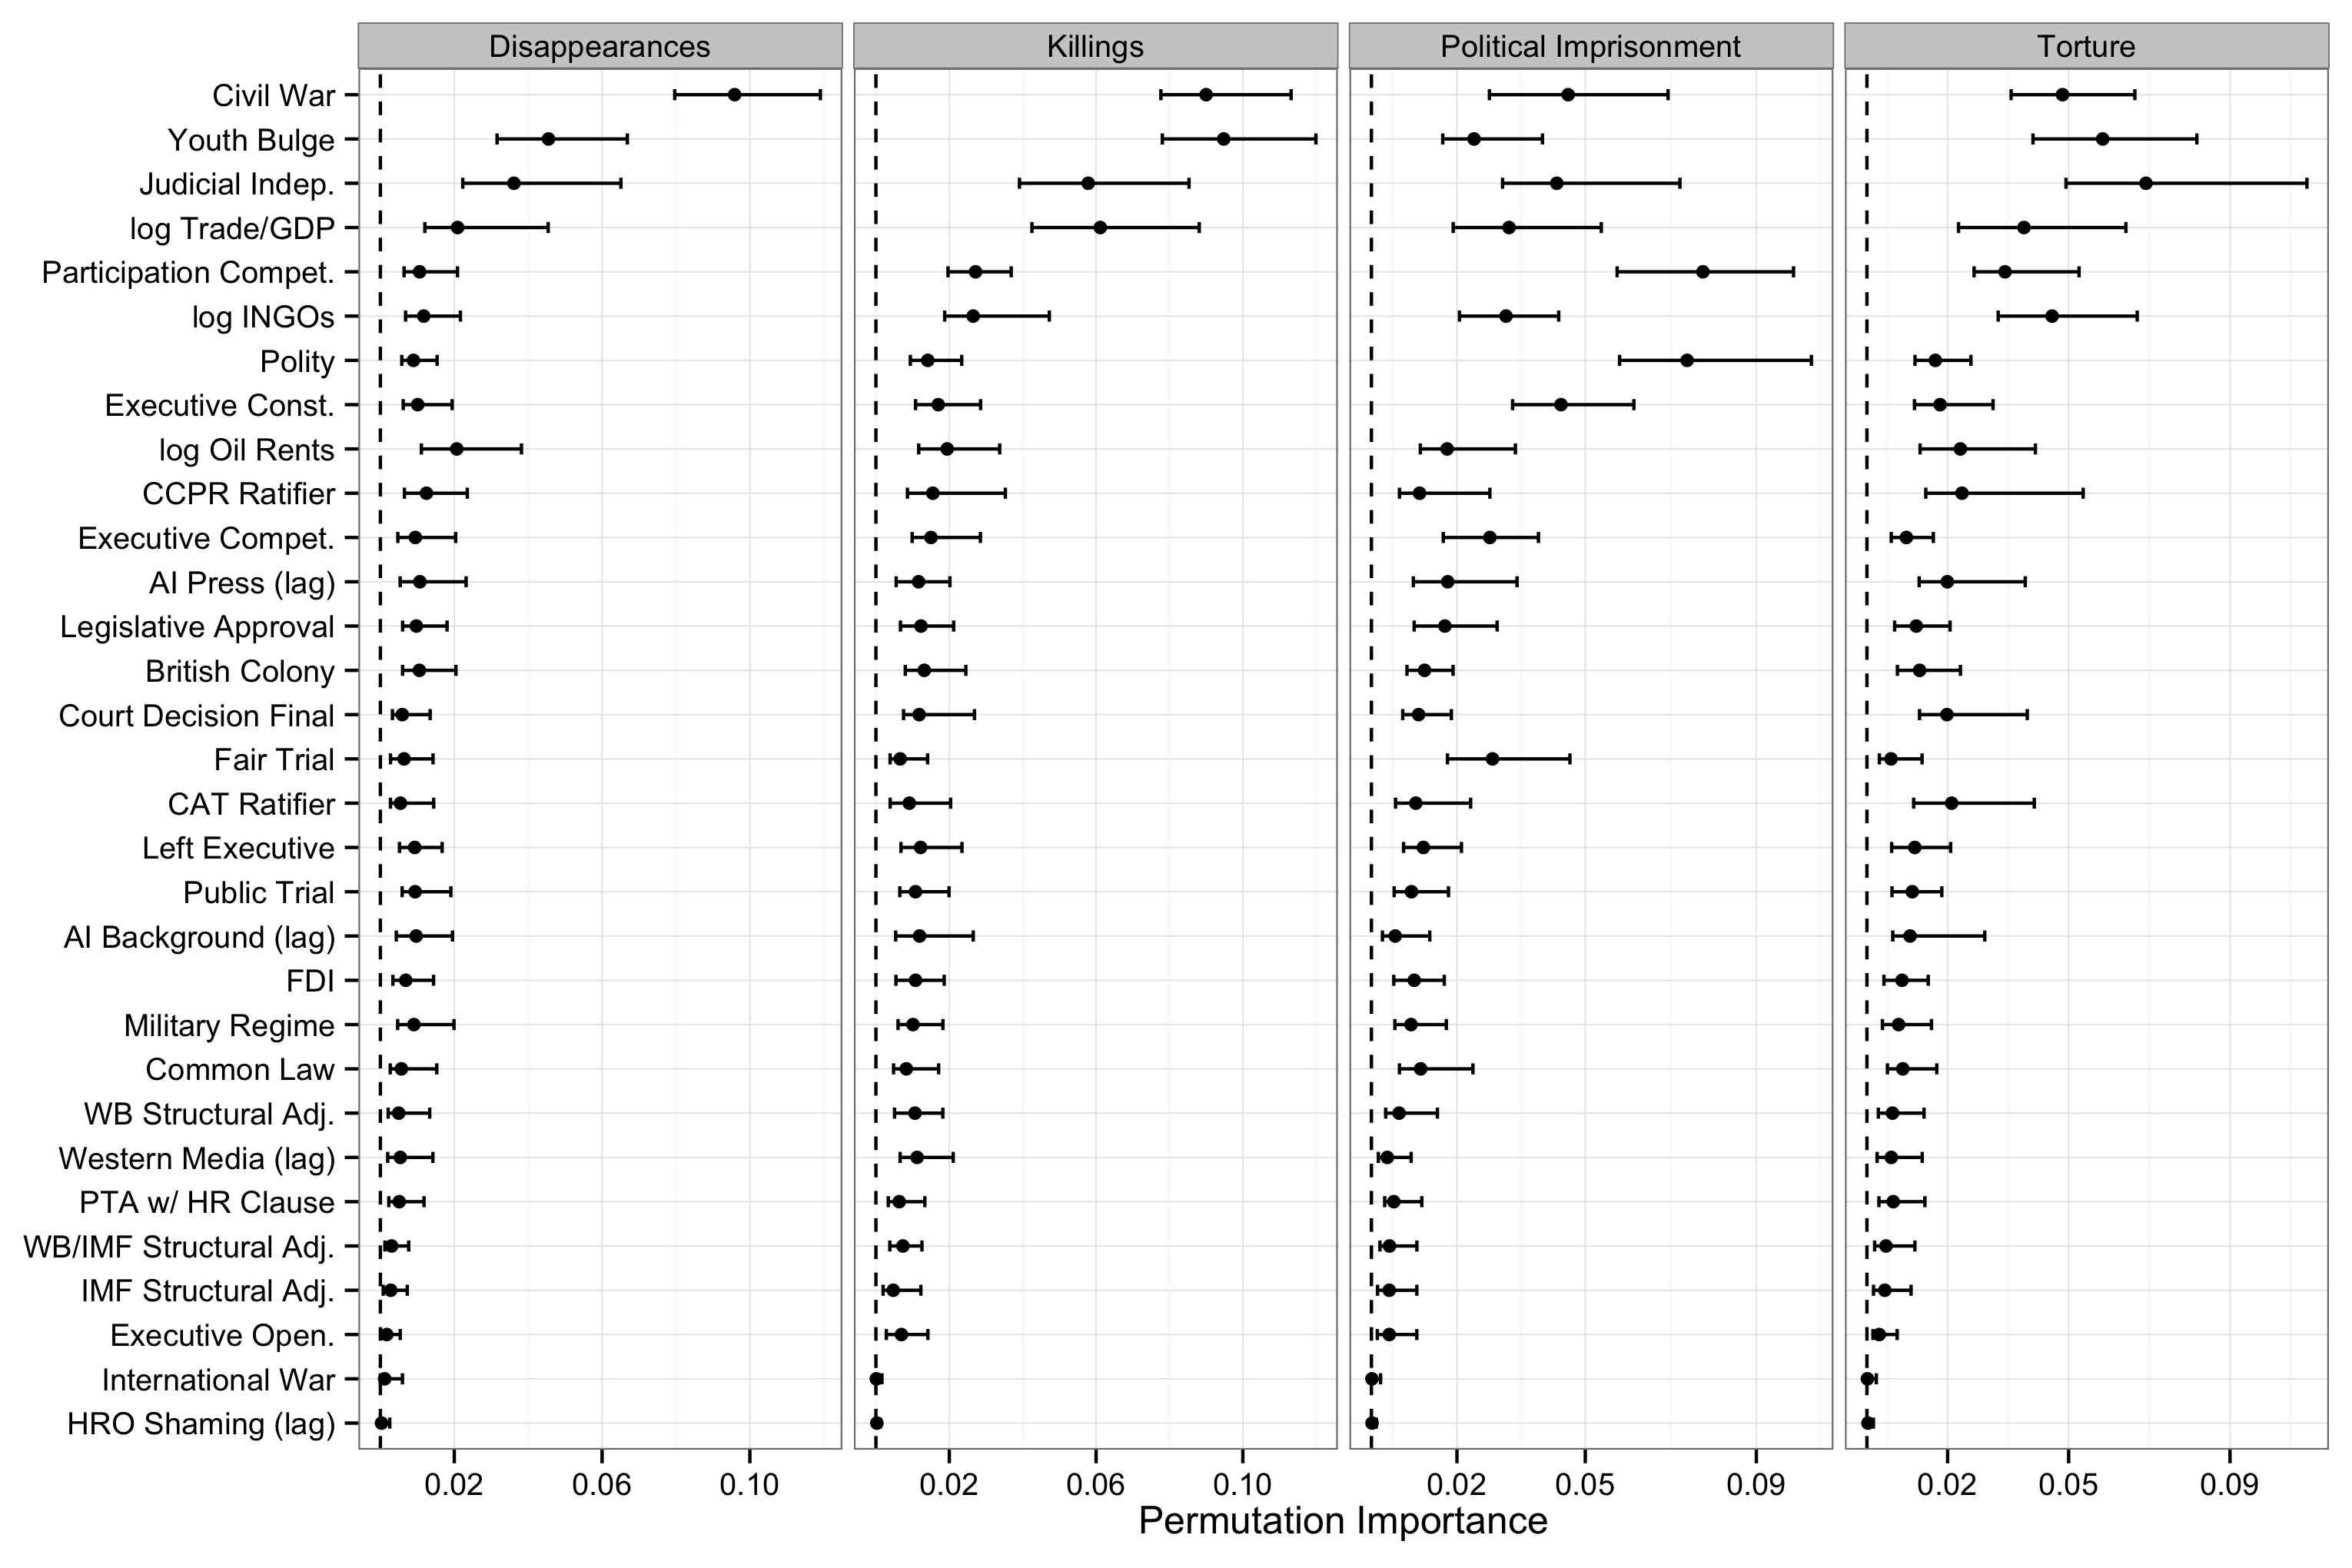 Disappearances Killings Political Imprisonment Torture
Civil War
Youth Bulge
Judicial Indep.
log Trade/GDP
Participation Compet.
log INGOs
Polity
Executive Const.
log Oil Rents
CCPR Ratifier
Executive Compet.
AI Press (lag)
Legislative Approval
British Colony
Court Decision Final
Fair Trial
CAT Ratifier
Left Executive
Public Trial
AI Background (lag)
FDI
Military Regime
Common Law
WB Structural Adj.
Western Media (lag)
PTA w/ HR Clause
WB/IMF Structural Adj.
IMF Structural Adj.
Executive Open.
International War
HRO Shaming (lag)
0.02 0.06 0.10 0.02 0.06 0.10 0.02 0.05 0.09 0.02 0.05 0.09
Permutation Importance